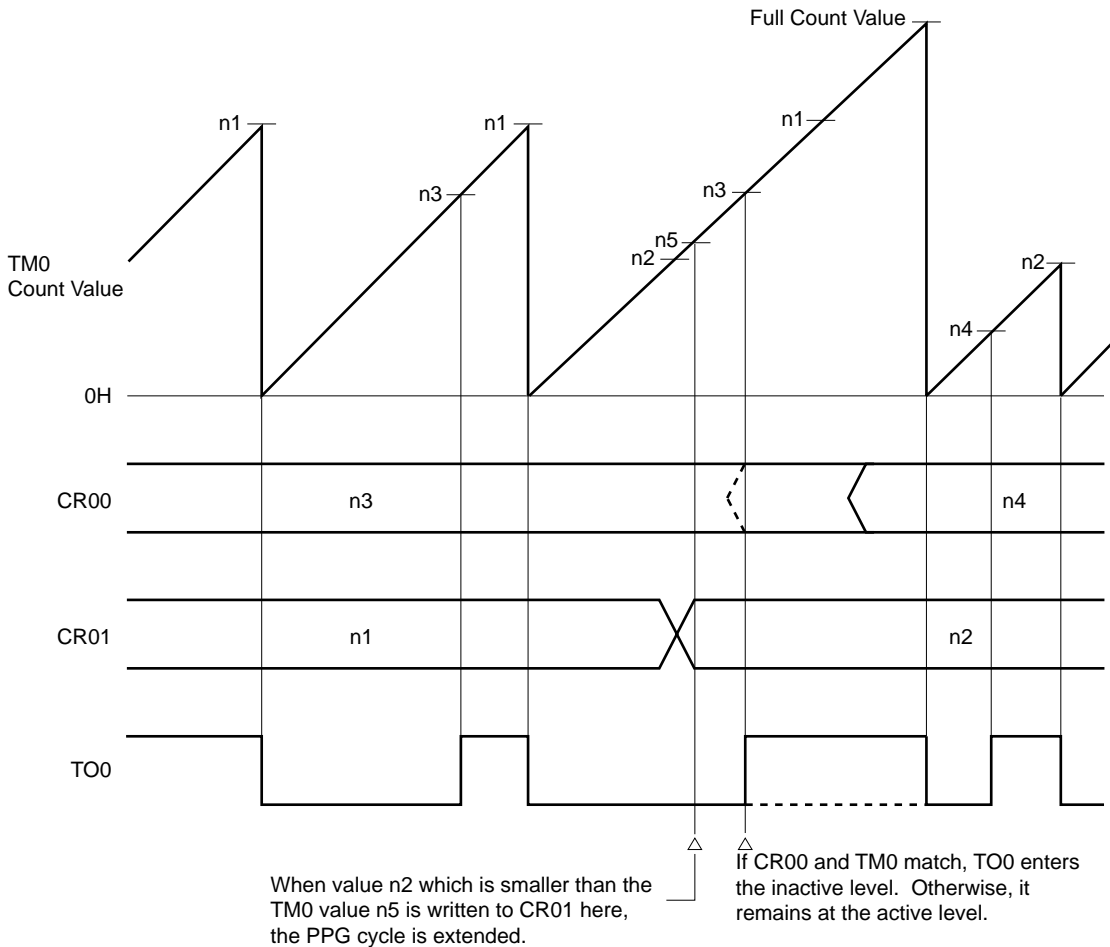 Full Count Value
n1
n1
n1
n3
n3
n5
n2
TM0
Count Value
n2
n4
0H
CR00
n3
n4
CR01
n1
n2
TO0
When value n2 which is smaller than the
TM0 value n5 is written to CR01 here,
the PPG cycle is extended.
If CR00 and TM0 match, TO0 enters
the inactive level. Otherwise, it
remains at the active level.